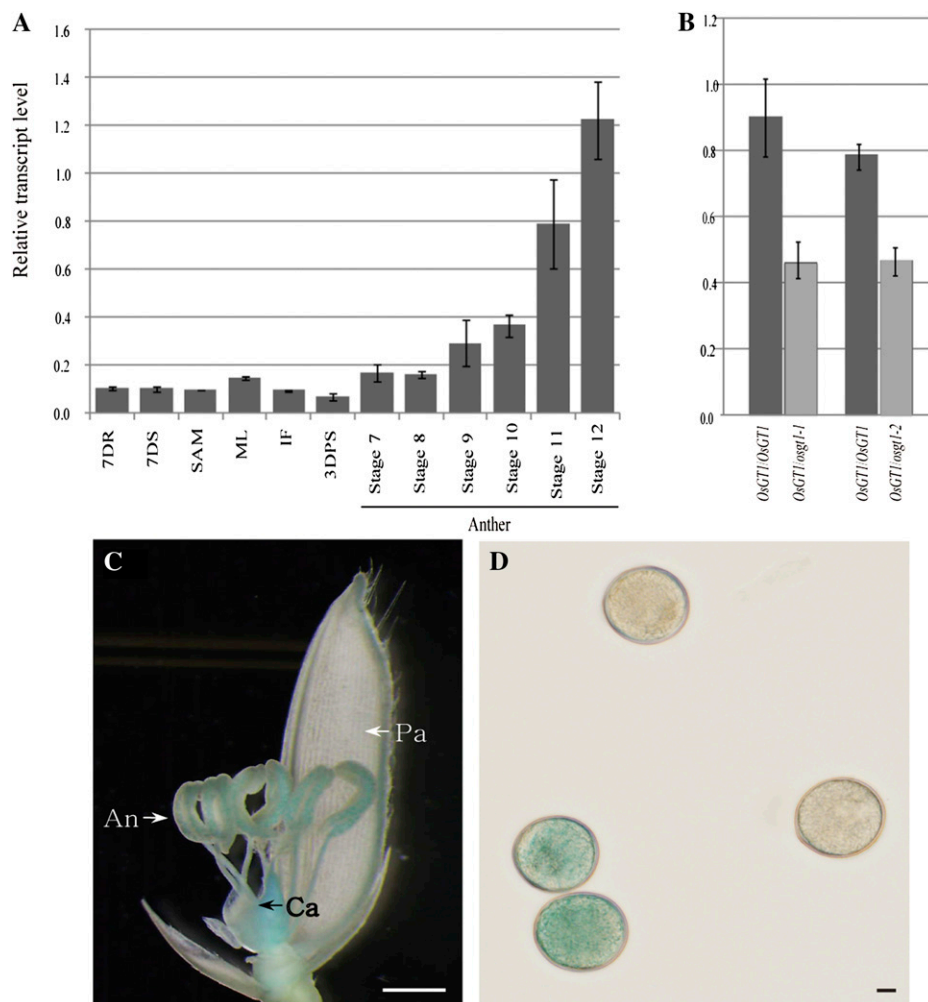 A
Relative transcript level
1.6
1.4
1.2
1.0
0.8
0.6
0.4
0.2
0.0
7DR
7DS
SAM
ML
IF
3DPS
Stage 7
Stage 8
Stage 9
Stage 10
Stage 11
Stage 12
Anther
B
1.2
1.0
0.8
0.6
0.4
0.2
0.0
OsGT1/OsGT1
OsGT1/osgt1-1
OsGT1/OsGT1
OsGT1/osgt1-2
C
Pa
An
Ca
D